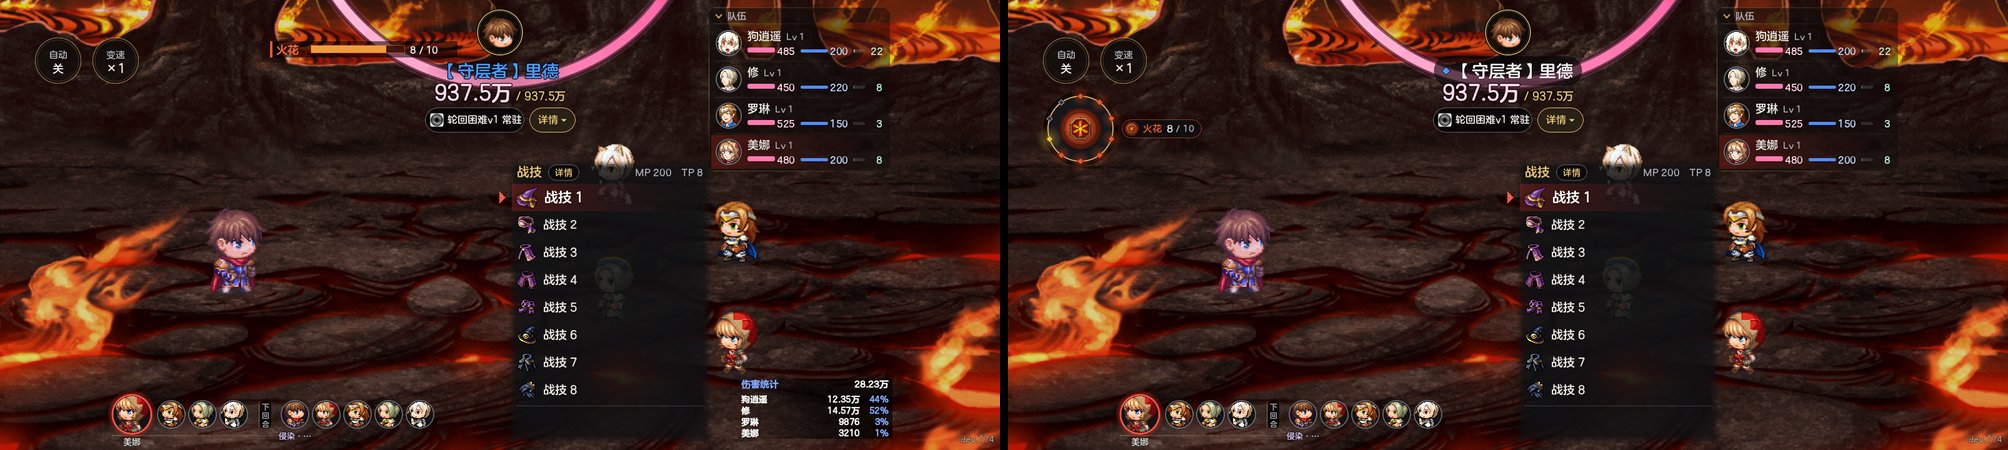 自动
关
变速
×1
火花 8 / 10
【守层者】里德
937.5万 / 937.5万
轮回困难v1 常驻
详情
队伍
狗逍遥 Lv 1
485 200 22
修 Lv 1
450 220 8
罗琳 Lv 1
525 150 3
美娜 Lv 1
480 200 8
战技 详情 MP 200 TP 8
战技 1
战技 2
战技 3
战技 4
战技 5
战技 6
战技 7
战技 8
伤害统计 28.23万
狗逍遥 12.35万 44%
修 14.57万 52%
罗琳 9876 3%
美娜 3210 1%
下回合
美娜
侵染 · ···
dev.774
自动
关
变速
×1
火花 8 / 10
【守层者】里德
937.5万 / 937.5万
轮回困难v1 常驻
详情
队伍
狗逍遥 Lv 1
485 200 22
修 Lv 1
450 220 8
罗琳 Lv 1
525 150 3
美娜 Lv 1
480 200 8
战技 详情 MP 200 TP 8
战技 1
战技 2
战技 3
战技 4
战技 5
战技 6
战技 7
战技 8
下回合
美娜
侵染 · ···
dev.774